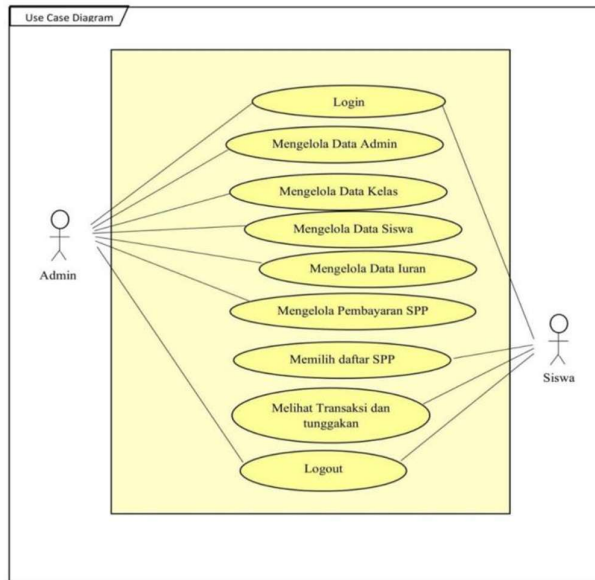 Use Case Diagram
Login
Mengelola Data Admin
Mengelola Data Kelas
Mengelola Data Siswa
Mengelola Data Iuran
Mengelola Pembayaran SPP
Memilih daftar SPP
Melihat Transaksi dan
tunggakan
Logout
Admin
Siswa